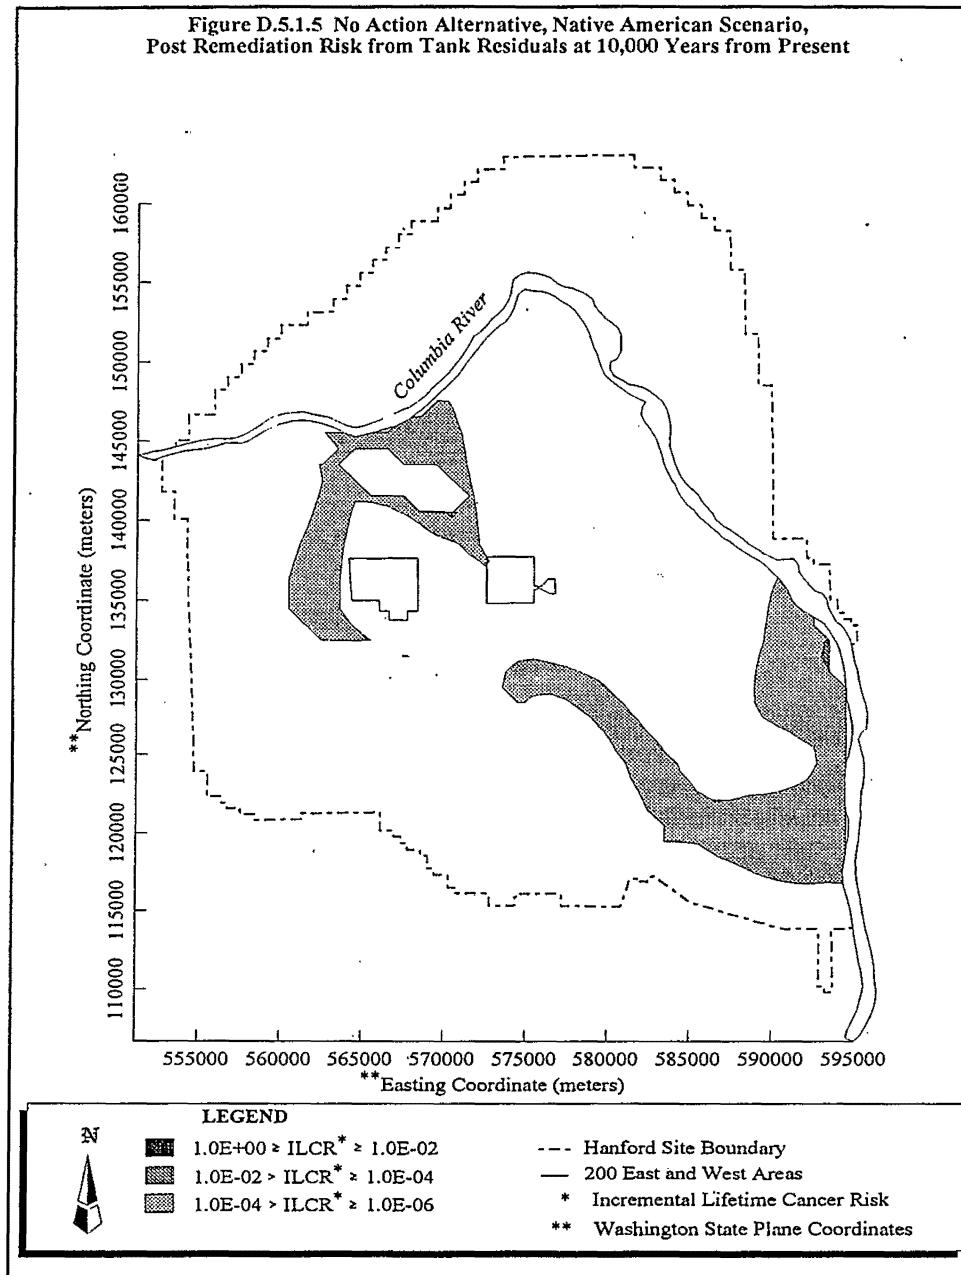 Figure D.5.1.5 No Action Alternative, Native American Scenario,
Post Remediation Risk from Tank Residuals at 10,000 Years from Present
Columbia River
**Northing Coordinate (meters)
160000
155000
150000
145000
140000
135000
130000
125000
120000
115000
110000
555000 560000 565000 570000 575000 580000 585000 590000 595000
**Easting Coordinate (meters)
LEGEND
N
1.0E+00 ≥ ILCR* ≥ 1.0E-02
1.0E-02 > ILCR* ≥ 1.0E-04
1.0E-04 > ILCR* ≥ 1.0E-06
Hanford Site Boundary
200 East and West Areas
* Incremental Lifetime Cancer Risk
** Washington State Plane Coordinates